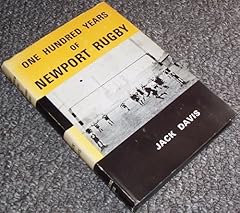 ONE HUNDRED YEARS
OF
NEWPORT RUGBY
JACK DAVIS